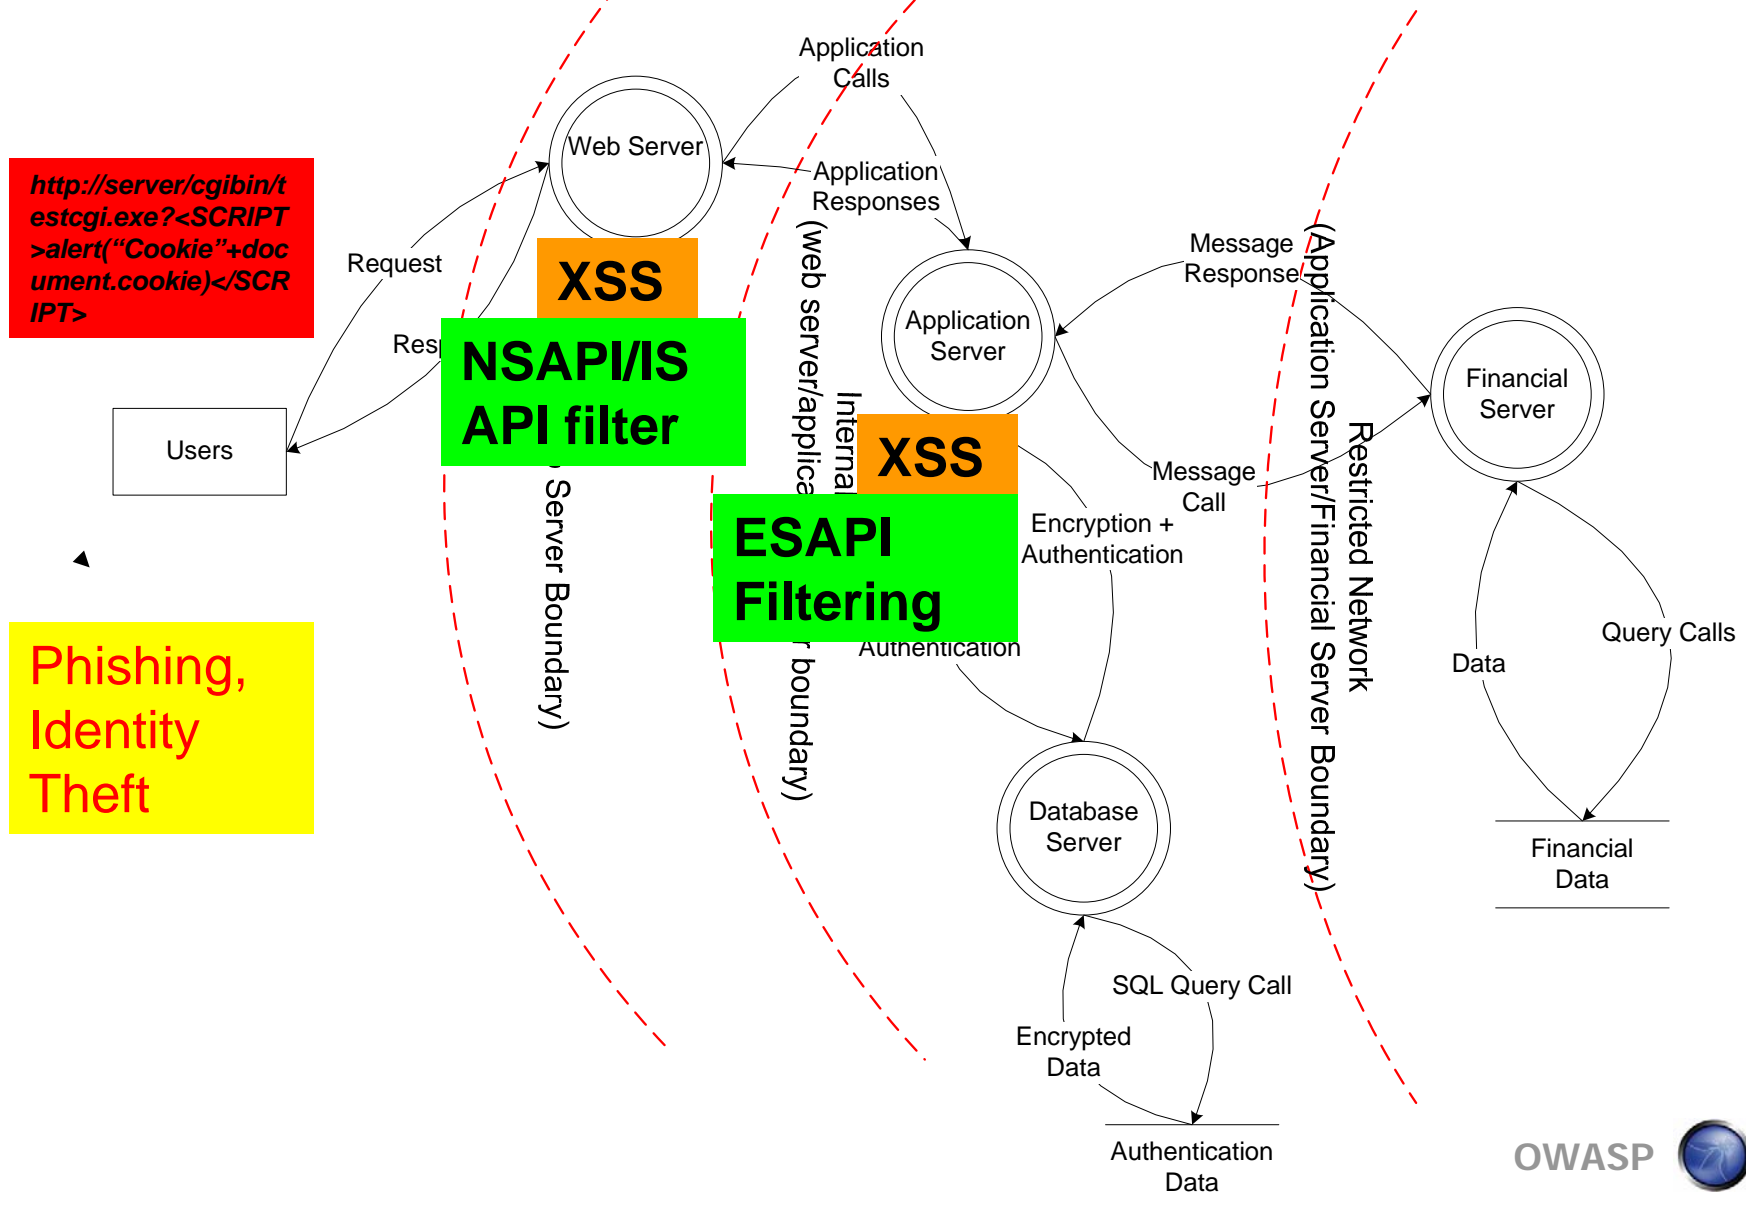 Application
Calls
Web Server
http://server/cgibin/t
estcgi.exe?<SCRIPT
>alert(“Cookie”+doc
ument.cookie)</SCR
IPT>
Application
Responses
Request
XSS
Message
Response
NSAPI/IS
API filter
Application
Server
Financial
Server
Users
XSS
Message
Call
ESAPI
Filtering
Encryption +
Authentication
Authentication
Server Boundary)
(web server/applica
boundary)
Internal
Restricted Network
(Application Server/Financial Server Boundary)
Phishing,
Identity
Theft
Data
Query Calls
Database
Server
Financial
Data
SQL Query Call
Encrypted
Data
Authentication
Data
OWASP